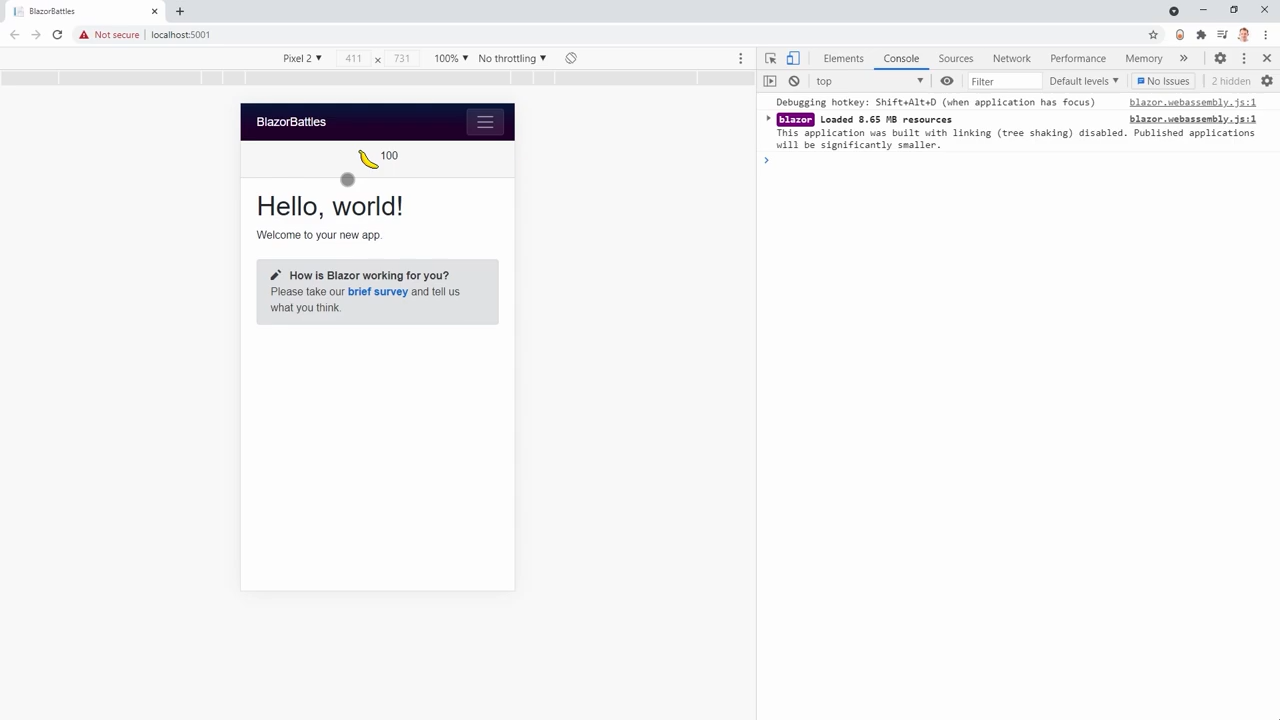 BlazorBattles
Not secure localhost:5001
Pixel 2 411 × 731 100% No throttling
Elements Console Sources Network Performance Memory »
top Filter Default levels No Issues 2 hidden
Debugging hotkey: Shift+Alt+D (when application has focus) blazor.webassembly.js:1
blazor Loaded 8.65 MB resources blazor.webassembly.js:1
This application was built with linking (tree shaking) disabled. Published applications
will be significantly smaller.
BlazorBattles
100
Hello, world!
Welcome to your new app.
How is Blazor working for you?
Please take our brief survey and tell us
what you think.